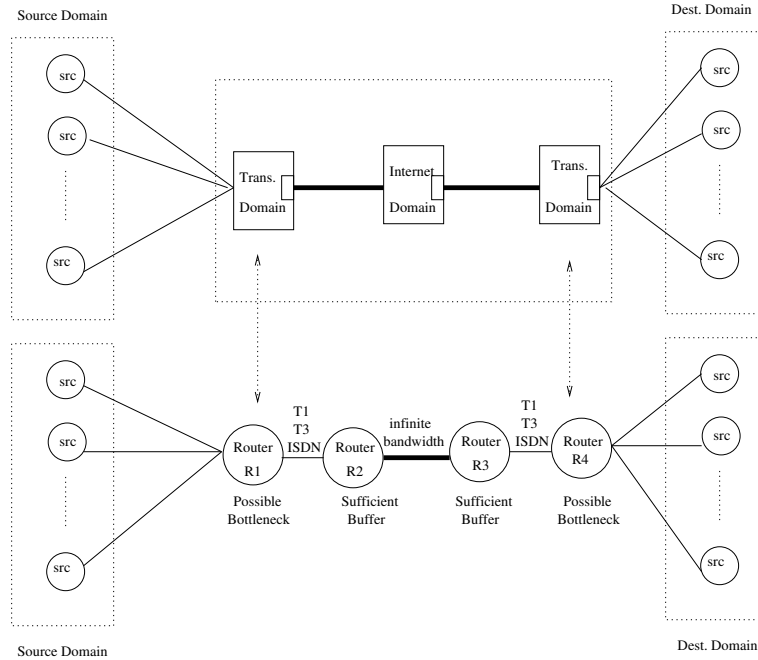 Source Domain
Dest. Domain
src
src
src
Trans.
Domain
Internet
Domain
Trans.
Domain
src
src
src
src
src
src
Router
R1
T1
T3
ISDN
Router
R2
infinite
bandwidth
Router
R3
T1
T3
ISDN
Router
R4
src
src
src
Possible
Bottleneck
Sufficient
Buffer
Sufficient
Buffer
Possible
Bottleneck
Source Domain
Dest. Domain